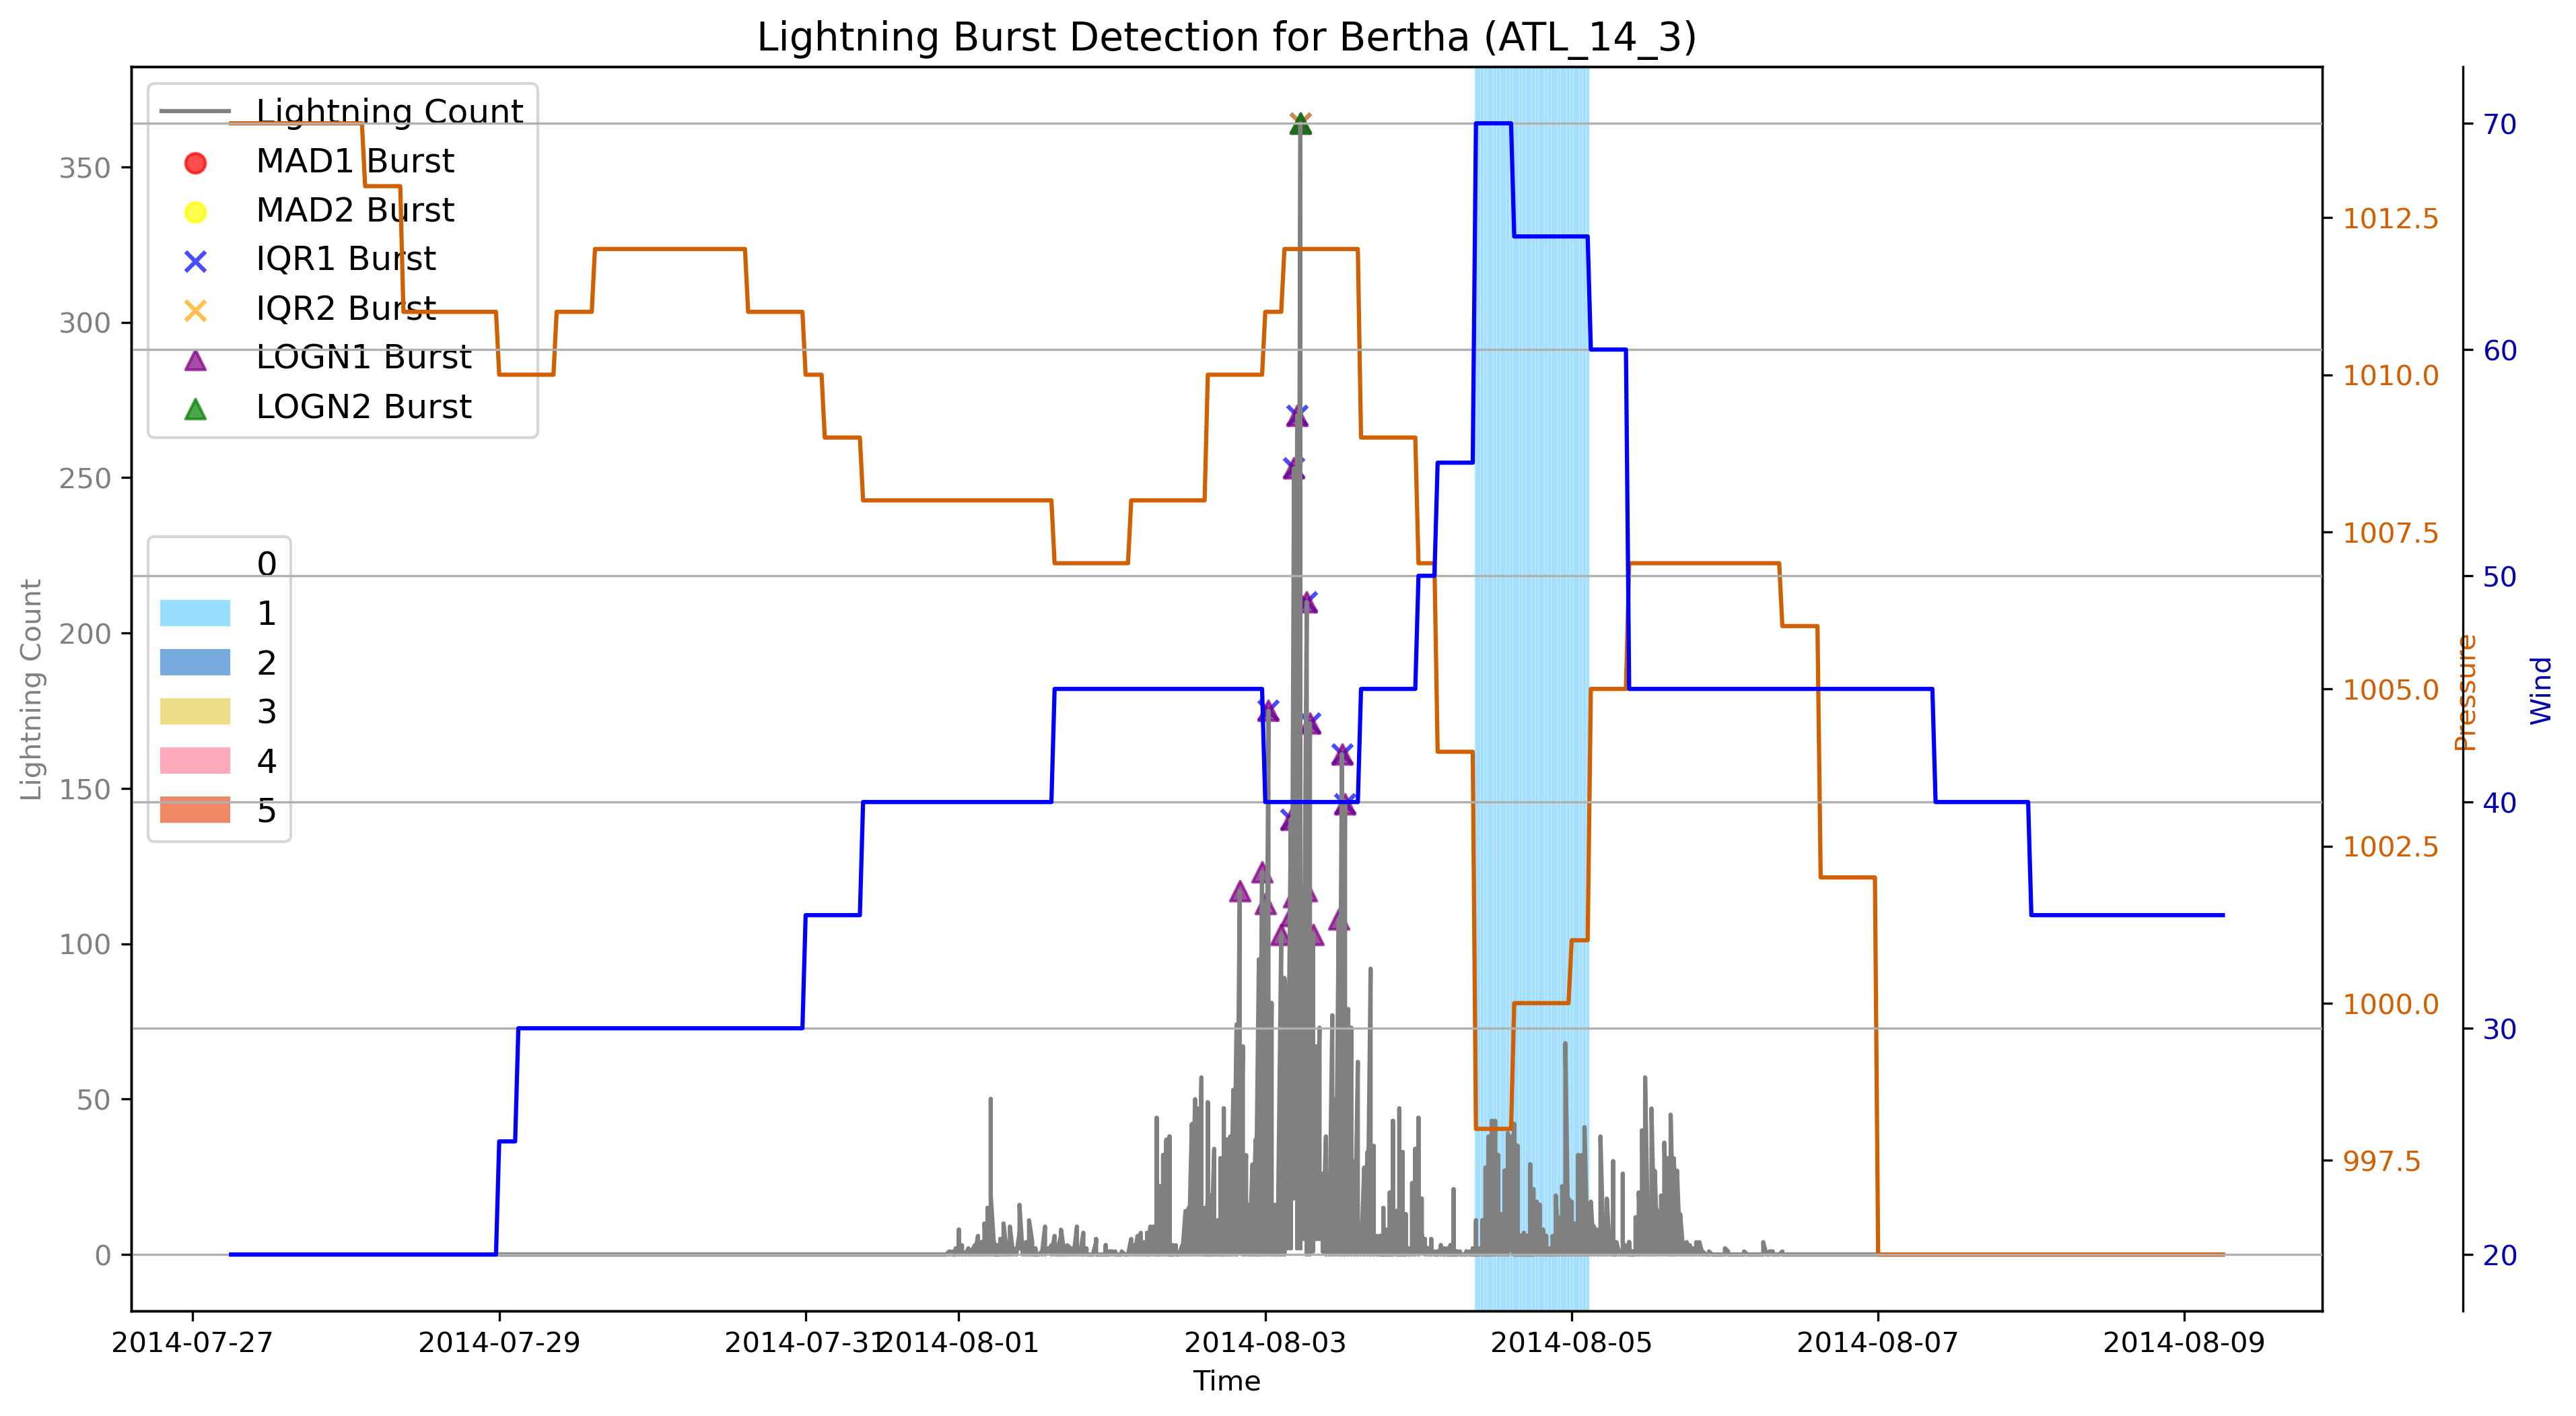 Lightning Burst Detection for Bertha (ATL_14_3)
Lightning Count
MAD1 Burst
MAD2 Burst
IQR1 Burst
IQR2 Burst
LOGN1 Burst
LOGN2 Burst
0
1
2
3
4
5
Lightning Count
350
300
250
200
150
100
50
0
1012.5
1010.0
1007.5
1005.0
1002.5
1000.0
997.5
Pressure
70
60
50
40
30
20
Wind
2014-07-27
2014-07-29
2014-07-31
2014-08-01
2014-08-03
2014-08-05
2014-08-07
2014-08-09
Time